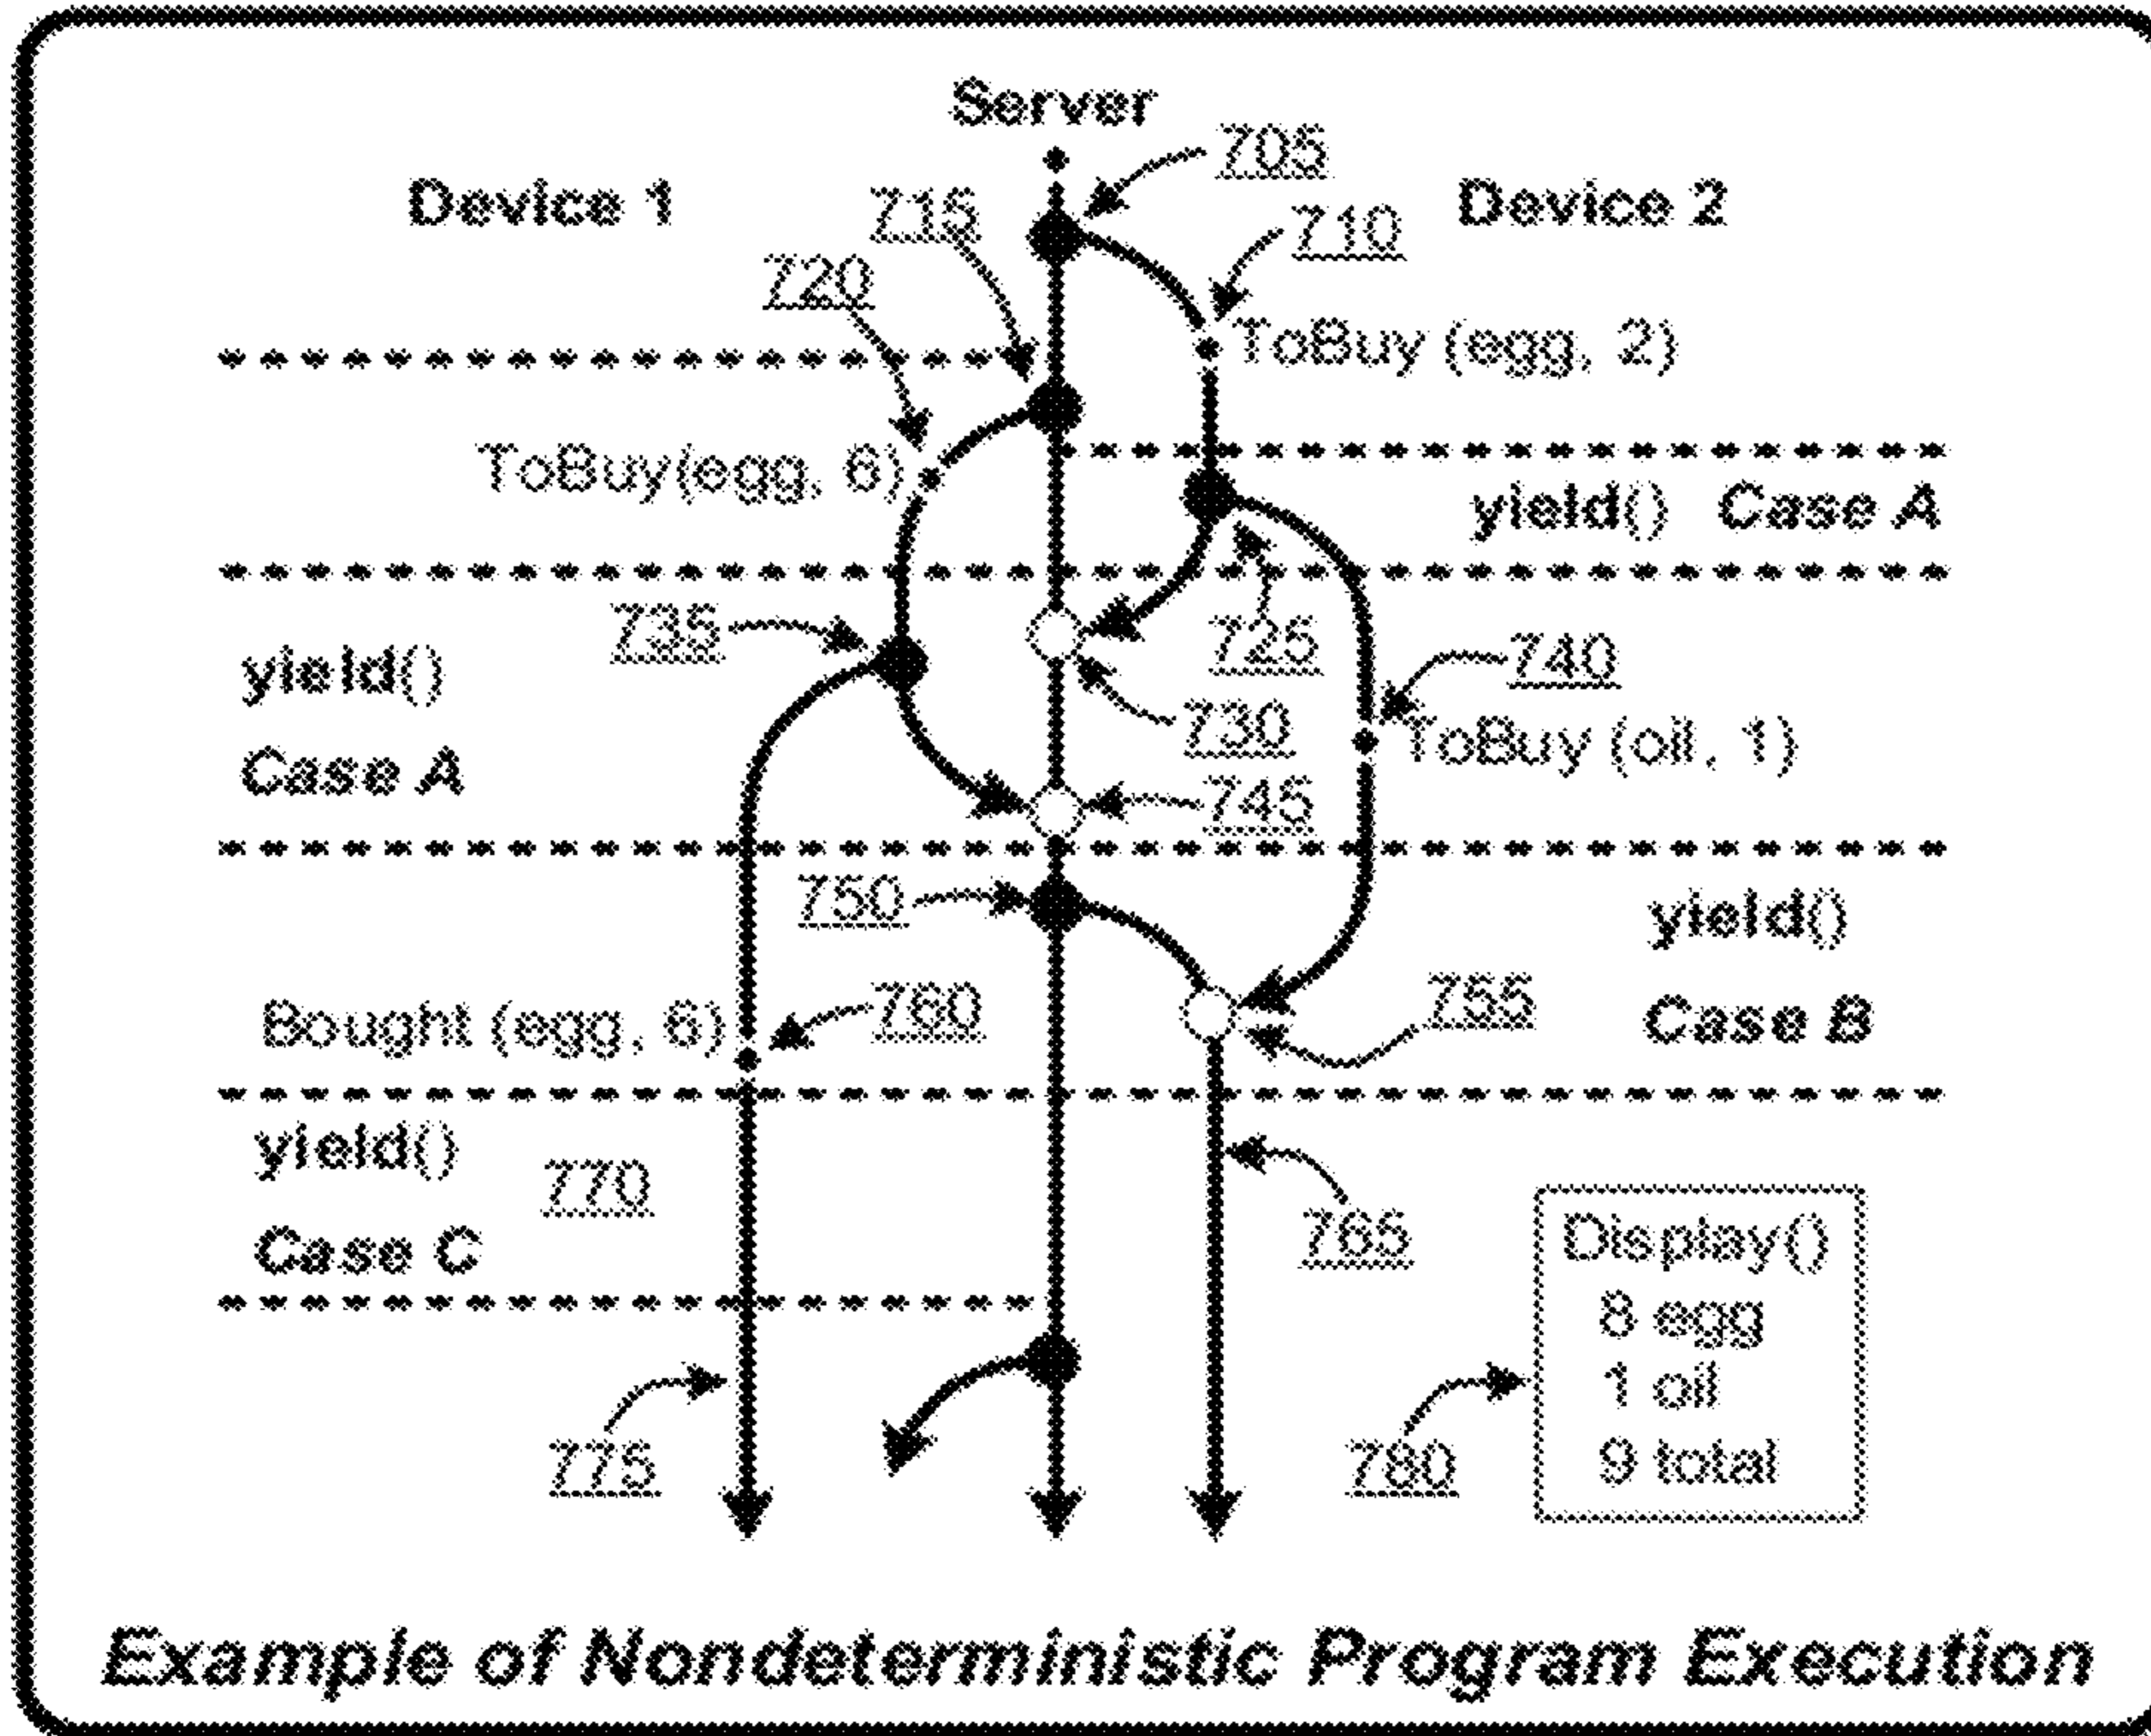 Server
705
Device 1
715
Device 2
710
720
ToBuy (egg, 2)
ToBuy(egg, 6)
yield() Case A
735
725
740
yield()
730
ToBuy (oil, 1)
Case A
745
750
yield()
760
755
Bought (egg, 6)
Case B
yield()
770
765
Display()
Case C
8 egg
1 oil
775
780
9 total
Example of Nondeterministic Program Execution